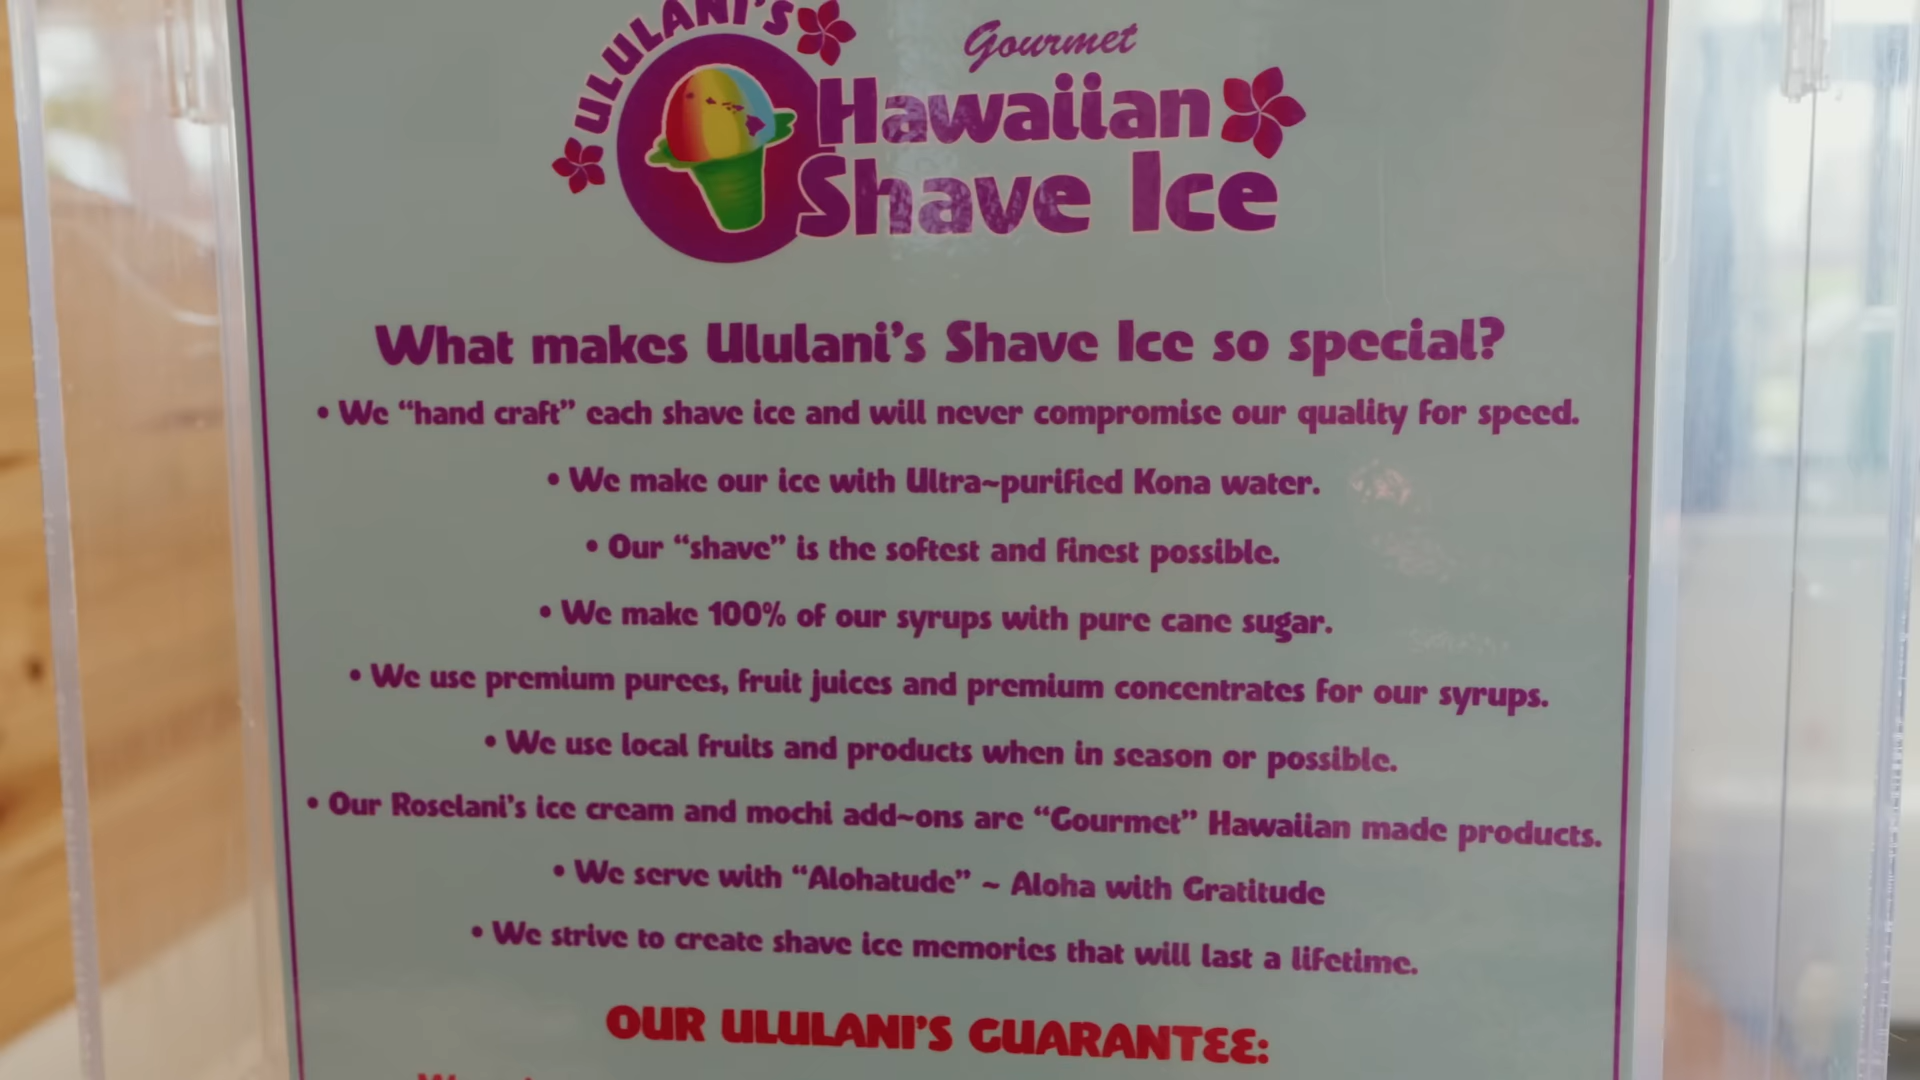 ULULANI'S
Gourmet
Hawaiian
Shave Ice
What makes Ululani's Shave Ice so special?
• We “hand craft” each shave ice and will never compromise our quality for speed.
• We make our ice with Ultra~purified Kona water.
• Our “shave” is the softest and finest possible.
• We make 100% of our syrups with pure cane sugar.
• We use premium purees, fruit juices and premium concentrates for our syrups.
• We use local fruits and products when in season or possible.
• Our Roselani's ice cream and mochi add~ons are “Gourmet” Hawaiian made products.
• We serve with “Alohatude” ~ Aloha with Gratitude
• We strive to create shave ice memories that will last a lifetime.
OUR ULULANI'S GUARANTEE: